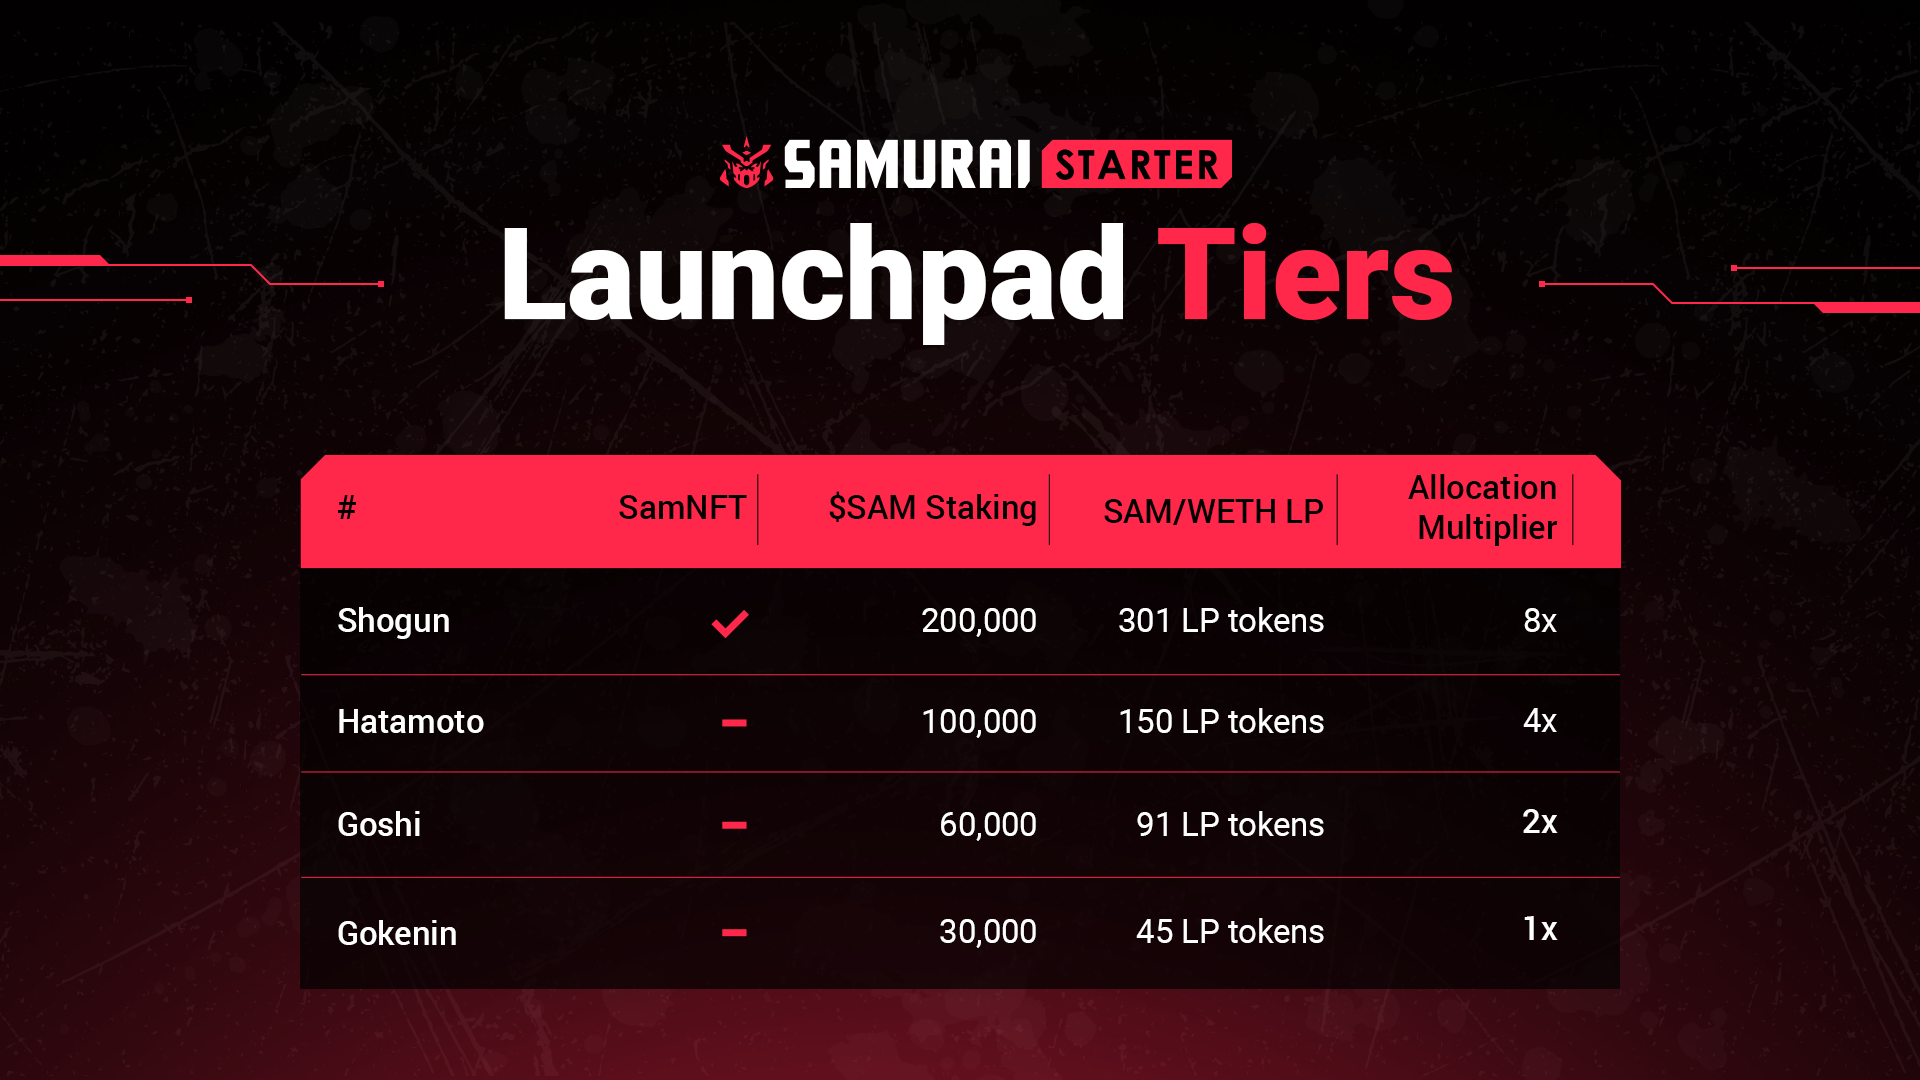 SAMURAI STARTER
Launchpad Tiers
# SamNFT $SAM Staking SAM/WETH LP Allocation Multiplier
Shogun 200,000 301 LP tokens 8x
Hatamoto 100,000 150 LP tokens 4x
Goshi 60,000 91 LP tokens 2x
Gokenin 30,000 45 LP tokens 1x